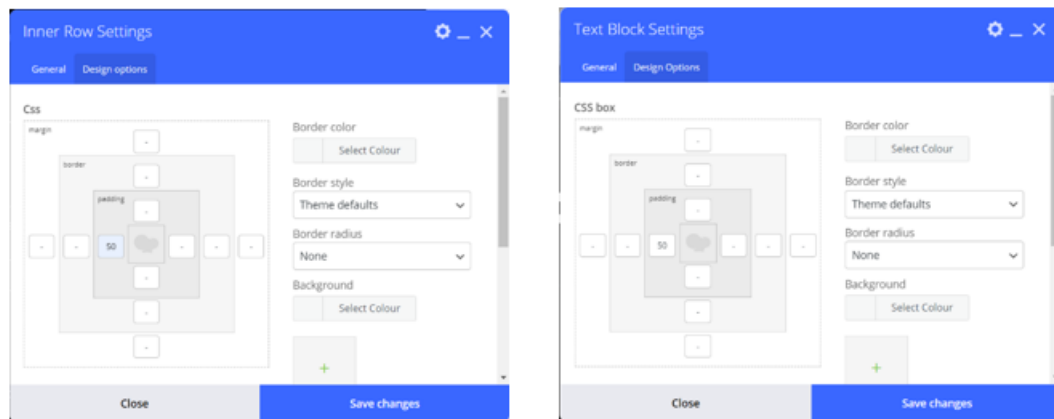 Inner Row Settings
General Design options
Css
margin
border
padding
-
-
-
- - 50 - - -
-
-
-
Border color
Select Colour
Border style
Theme defaults
Border radius
None
Background
Select Colour
+
Close Save changes
Text Block Settings
General Design Options
CSS box
margin
border
padding
-
-
-
- - 50 - - -
-
-
-
Border color
Select Colour
Border style
Theme defaults
Border radius
None
Background
Select Colour
+
Close Save changes